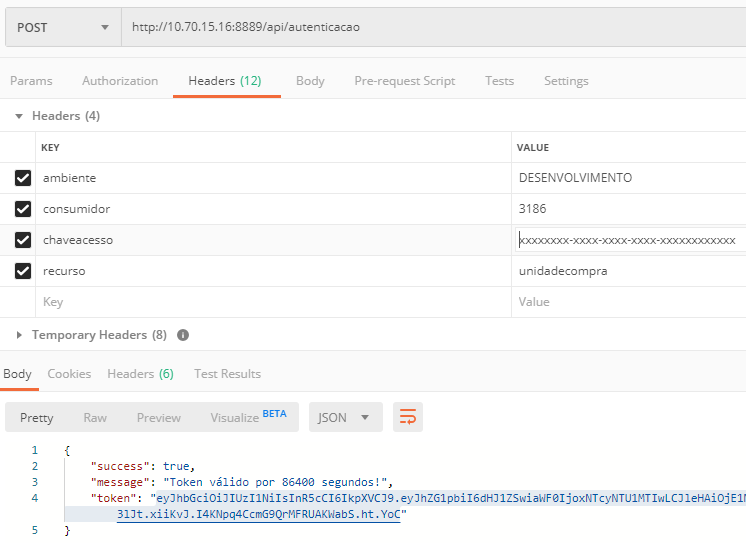 POST http://10.70.15.16:8889/api/autenticacao
Params Authorization Headers (12) Body Pre-request Script Tests Settings
Headers (4)
KEY VALUE
ambiente DESENVOLVIMENTO
consumidor 3186
chaveacesso xxxxxxxx-xxxx-xxxx-xxxx-xxxxxxxxxxxx
recurso unidadecompra
Key Value
Temporary Headers (8)
Body Cookies Headers (6) Test Results
Pretty Raw Preview Visualize BETA JSON
1 {
2 "success": true,
3 "message": "Token válido por 86400 segundos!",
4 "token": "eyJhbGciOiJIUzI1NiIsInR5cCI6IkpXVCJ9.eyJhZG1pbiI6dHJ1ZSwiaWF0IjoxNTcyNTU1MTIwLCJ1eHAiOjE1N
3lJt.xiiKvJ.I4KNpq4CcmG9QrMFRUAKWabS.ht.YoC"
5 }